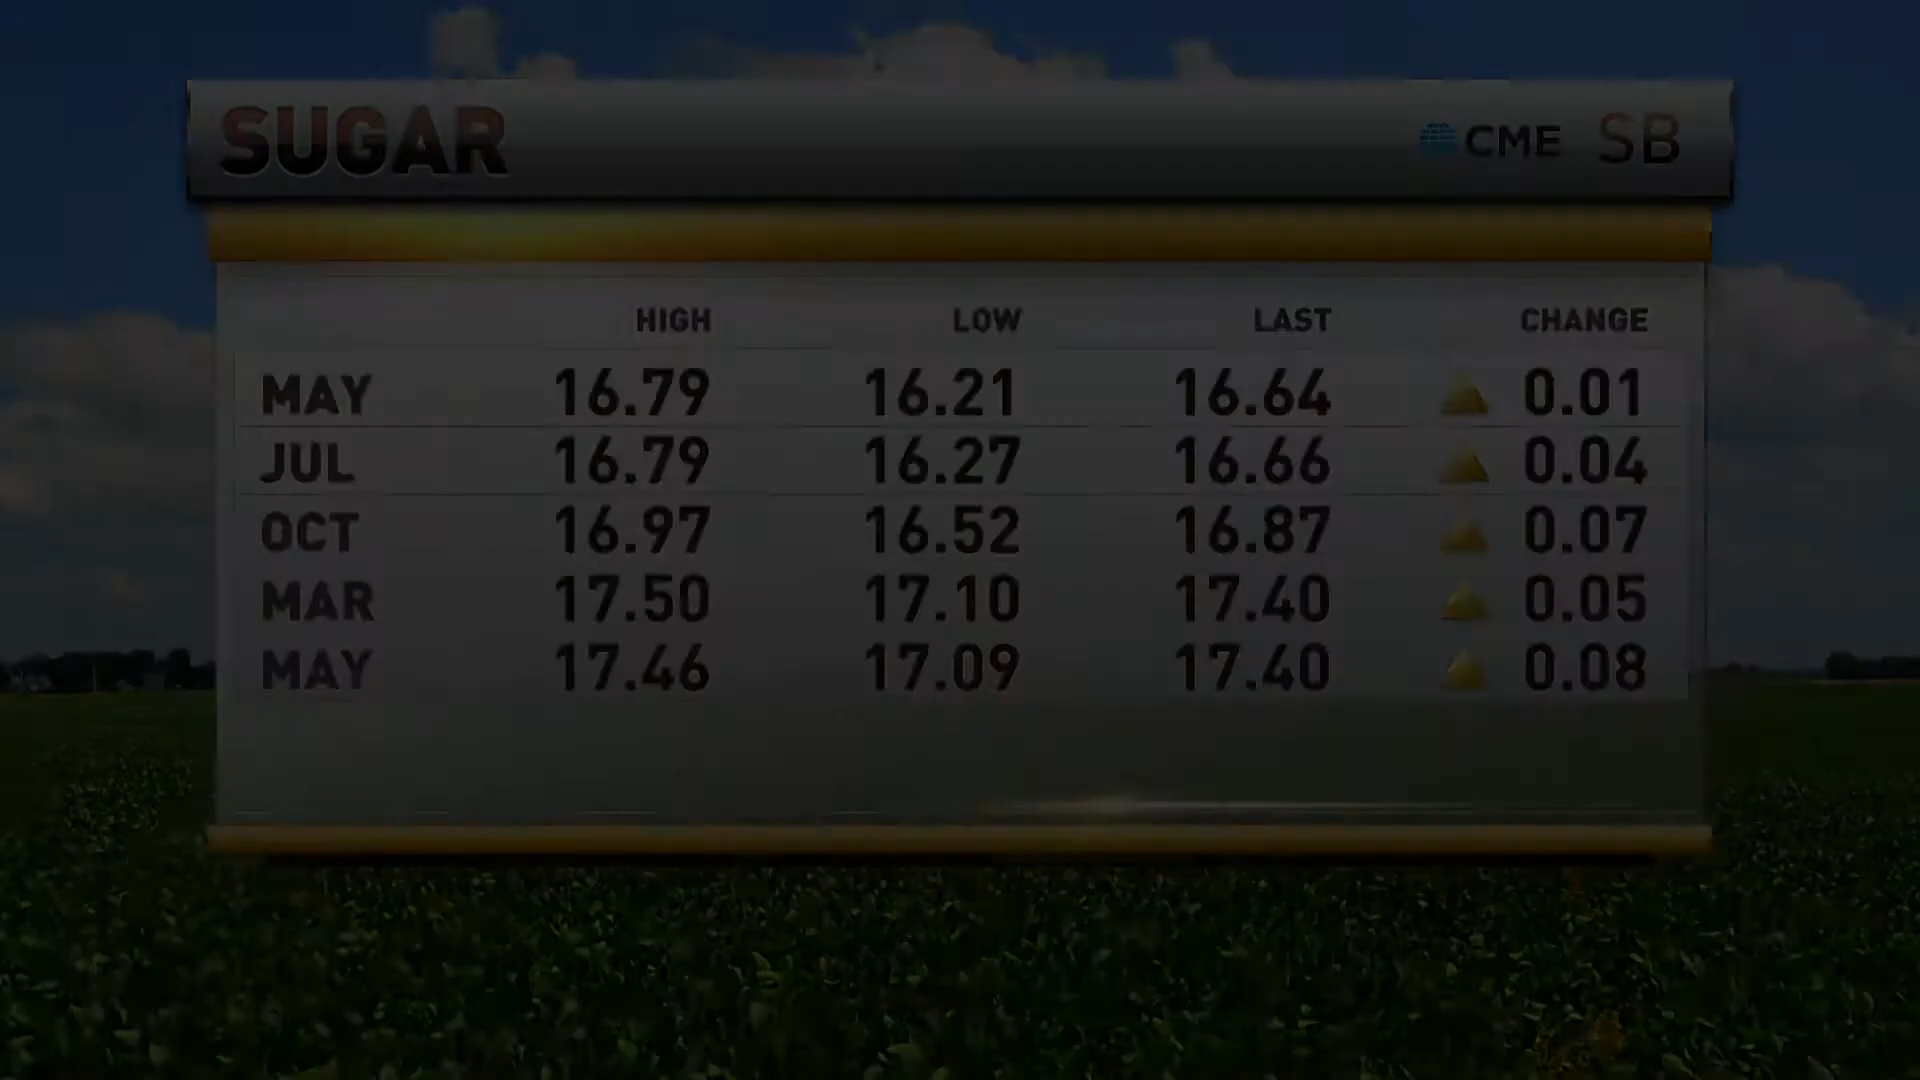 SUGAR CME SB
HIGH LOW LAST CHANGE
MAY 16.79 16.21 16.64 0.01
JUL 16.79 16.27 16.66 0.04
OCT 16.97 16.52 16.87 0.07
MAR 17.50 17.10 17.40 0.05
MAY 17.46 17.09 17.40 0.08